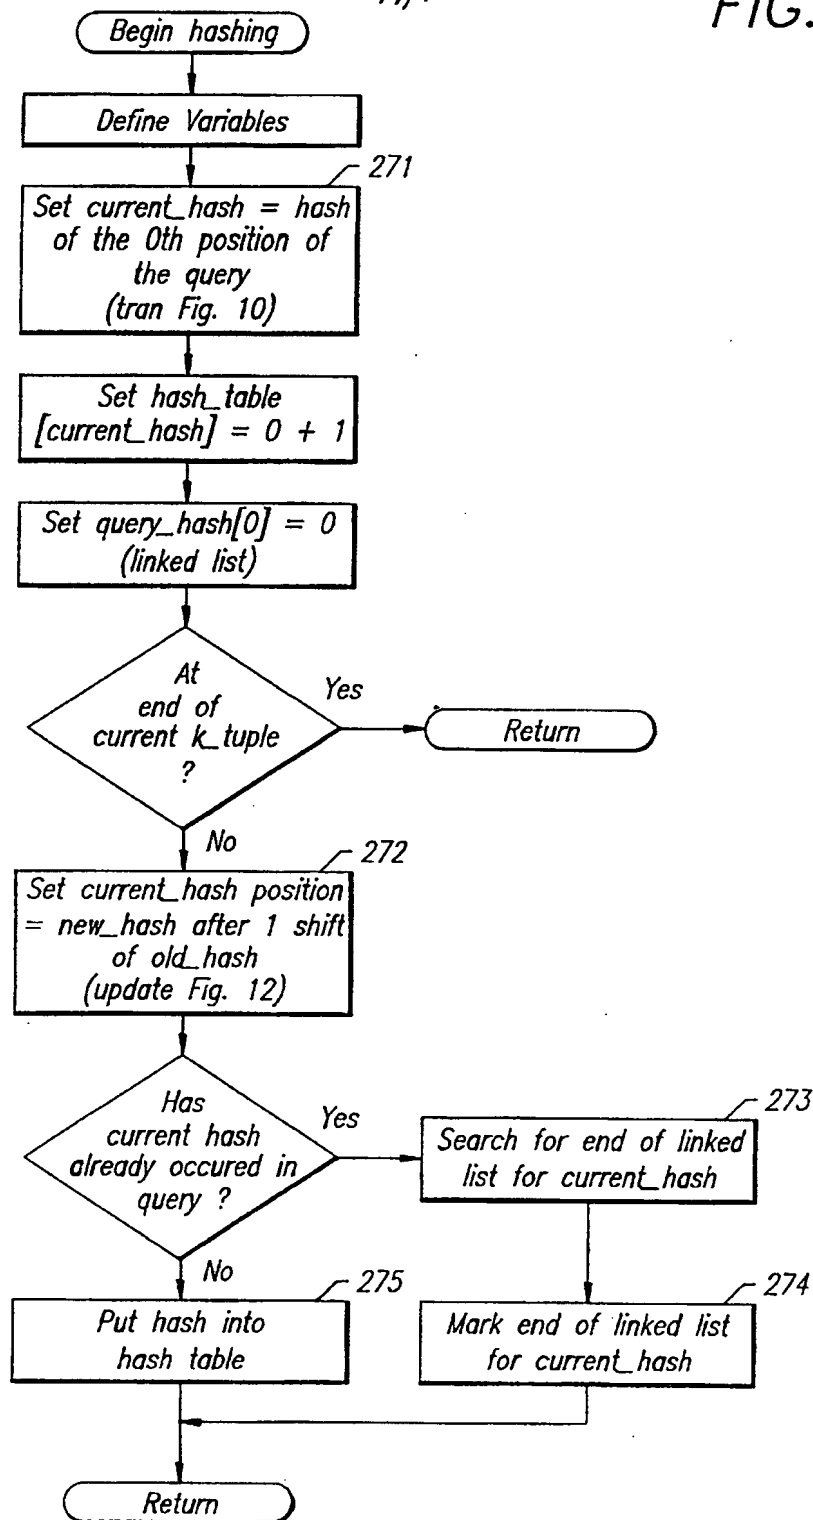 FIG.
Begin hashing
Define Variables
271
Set current_hash = hash
of the 0th position of
the query
(tran Fig. 10)
Set hash_table
[current_hash] = 0 + 1
Set query_hash[0] = 0
(linked list)
At
end of
current k_tuple
?
Yes
Return
No
272
Set current_hash position
= new_hash after 1 shift
of old_hash
(update Fig. 12)
Has
current hash
already occured in
query ?
Yes
273
Search for end of linked
list for current_hash
No
275
Put hash into
hash table
274
Mark end of linked list
for current_hash
Return